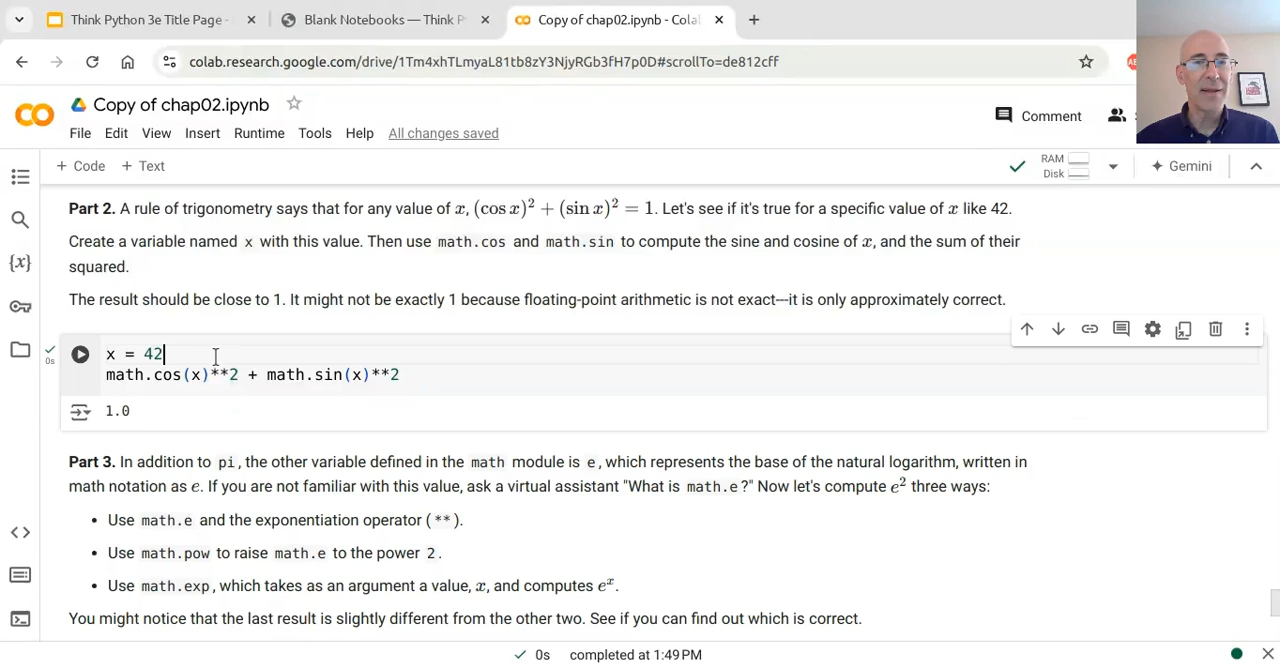 Think Python 3e Title Page -
Blank Notebooks — Think P
Copy of chap02.ipynb - Cola
colab.research.google.com/drive/1Tm4xhTLmyaL81tb8zY3NjyRGb3fH7p0D#scrollTo=de812cff
Copy of chap02.ipynb
File Edit View Insert Runtime Tools Help All changes saved
Comment
+ Code + Text
RAM
Disk
Gemini
Part 2. A rule of trigonometry says that for any value of x, (cos x)² + (sin x)² = 1. Let's see if it's true for a specific value of x like 42.
Create a variable named x with this value. Then use math.cos and math.sin to compute the sine and cosine of x, and the sum of their
squared.
The result should be close to 1. It might not be exactly 1 because floating-point arithmetic is not exact---it is only approximately correct.
x = 42
0s
math.cos(x)**2 + math.sin(x)**2
1.0
Part 3. In addition to pi, the other variable defined in the math module is e, which represents the base of the natural logarithm, written in
math notation as e. If you are not familiar with this value, ask a virtual assistant "What is math.e?" Now let's compute e² three ways:
• Use math.e and the exponentiation operator (**).
• Use math.pow to raise math.e to the power 2.
• Use math.exp, which takes as an argument a value, x, and computes eˣ.
You might notice that the last result is slightly different from the other two. See if you can find out which is correct.
0s completed at 1:49 PM